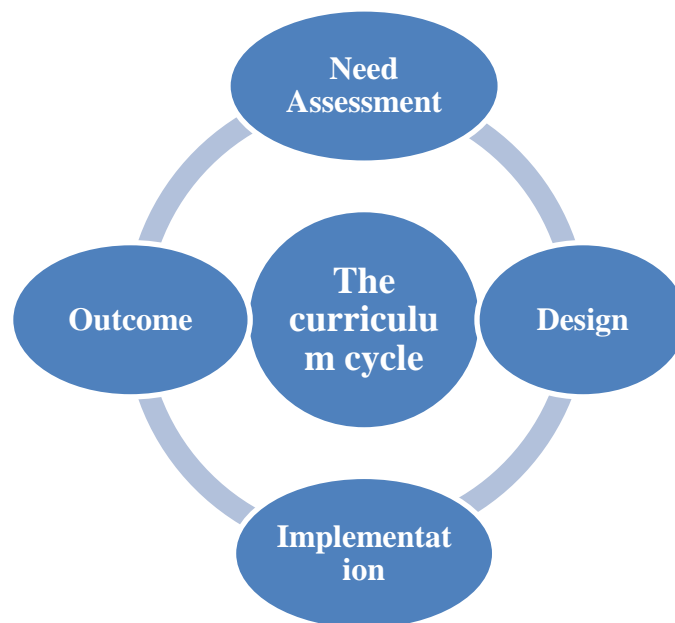 Need
Assessment
The
curriculu
m cycle
Outcome
Design
Implementat
ion